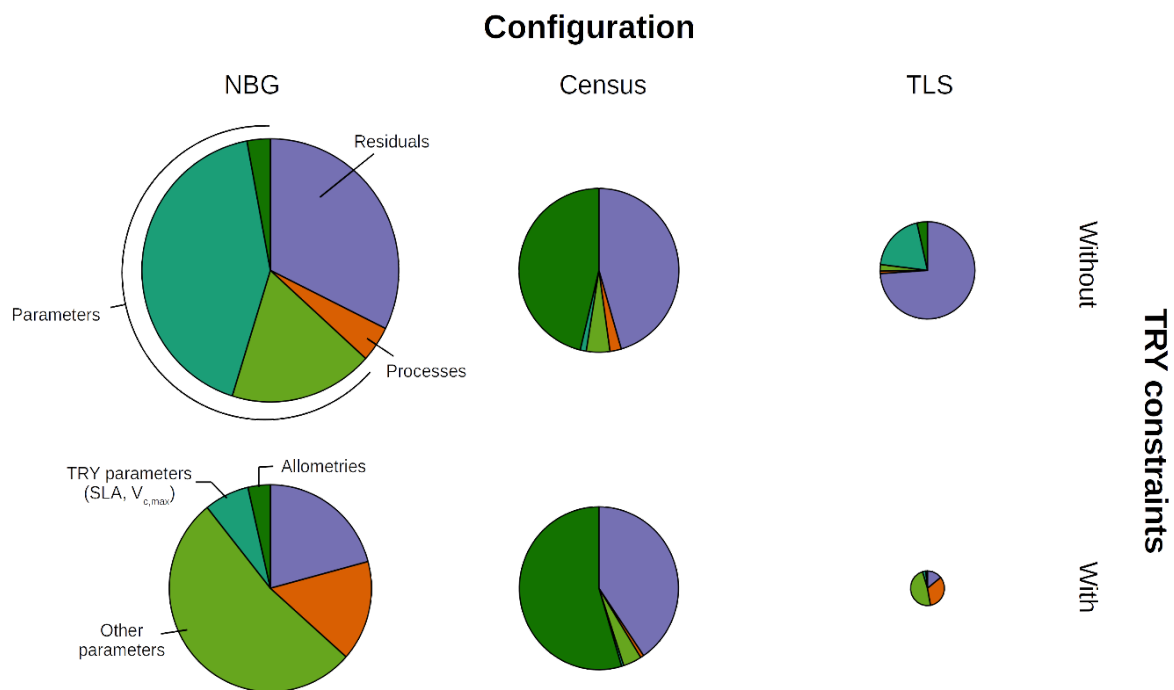 Configuration
NBG
Census
TLS
Residuals
Parameters
Processes
Without
TRY constraints
TRY parameters
(SLA, Vc,max)
Allometries
Other
parameters
With